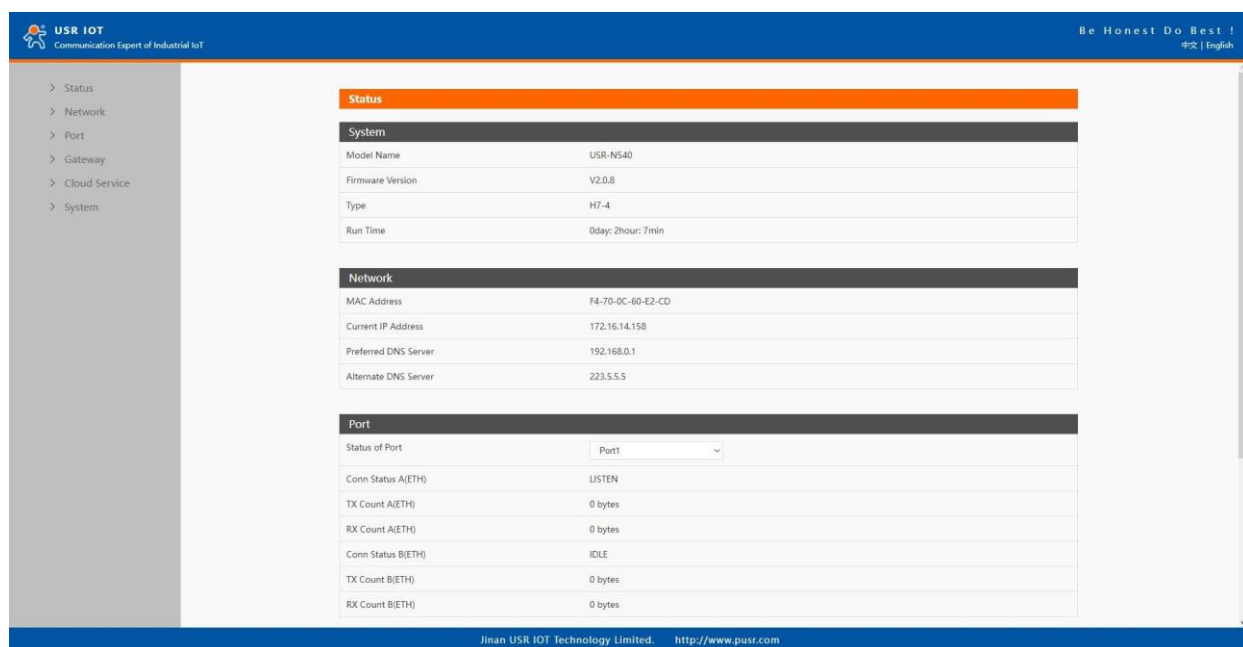 USR IOT
Communication Expert of Industrial IoT
Be Honest Do Best !
中文 | English
> Status
> Network
> Port
> Gateway
> Cloud Service
> System
Status
System
Model Name USR-N540
Firmware Version V2.0.8
Type H7-4
Run Time 0day: 2hour: 7min
Network
MAC Address F4-70-0C-60-E2-CD
Current IP Address 172.16.14.158
Preferred DNS Server 192.168.0.1
Alternate DNS Server 223.5.5.5
Port
Status of Port Port1
Conn Status A(ETH) LISTEN
TX Count A(ETH) 0 bytes
RX Count A(ETH) 0 bytes
Conn Status B(ETH) IDLE
TX Count B(ETH) 0 bytes
RX Count B(ETH) 0 bytes
Jinan USR IOT Technology Limited. http://www.pusr.com